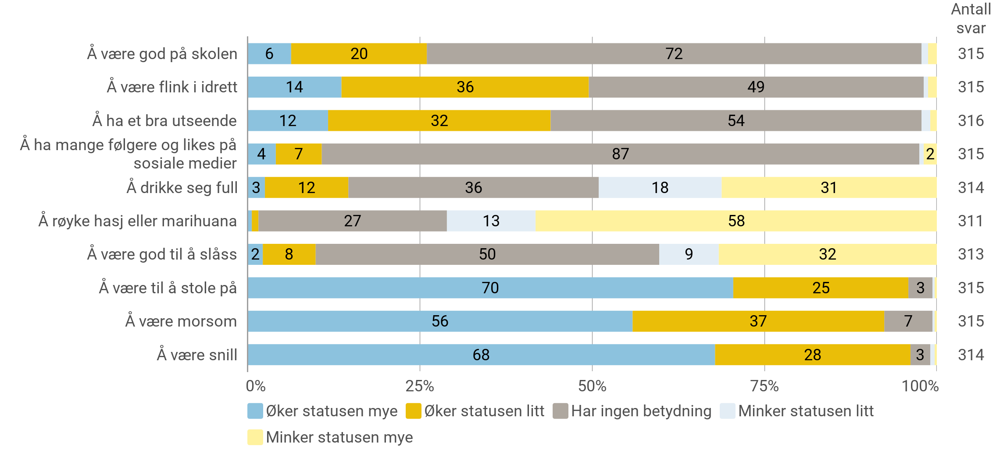 Antall
svar
Å være god på skolen 6 20 72 315
Å være flink i idrett 14 36 49 315
Å ha et bra utseende 12 32 54 316
Å ha mange følgere og likes på
sosiale medier 4 7 87 2 315
Å drikke seg full 3 12 36 18 31 314
Å røyke hasj eller marihuana 27 13 58 311
Å være god til å slåss 2 8 50 9 32 313
Å være til å stole på 70 25 3 315
Å være morsom 56 37 7 315
Å være snill 68 28 3 314
0% 25% 50% 75% 100%
Øker statusen mye Øker statusen litt Har ingen betydning Minker statusen litt
Minker statusen mye